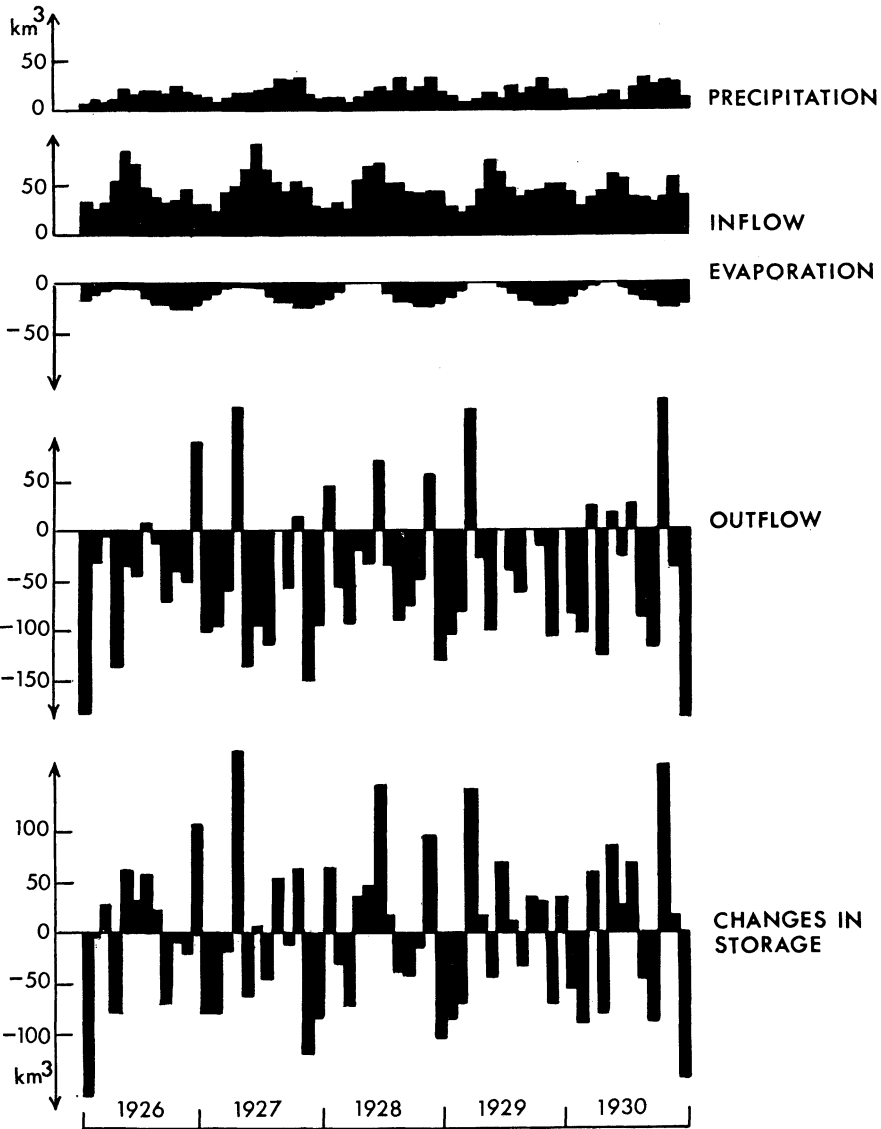 km3
50
0
PRECIPITATION
50
0
INFLOW
EVAPORATION
0
−50
50
0
−50
−100
−150
OUTFLOW
100
50
0
−50
−100
km3
CHANGES IN
STORAGE
1926 1927 1928 1929 1930